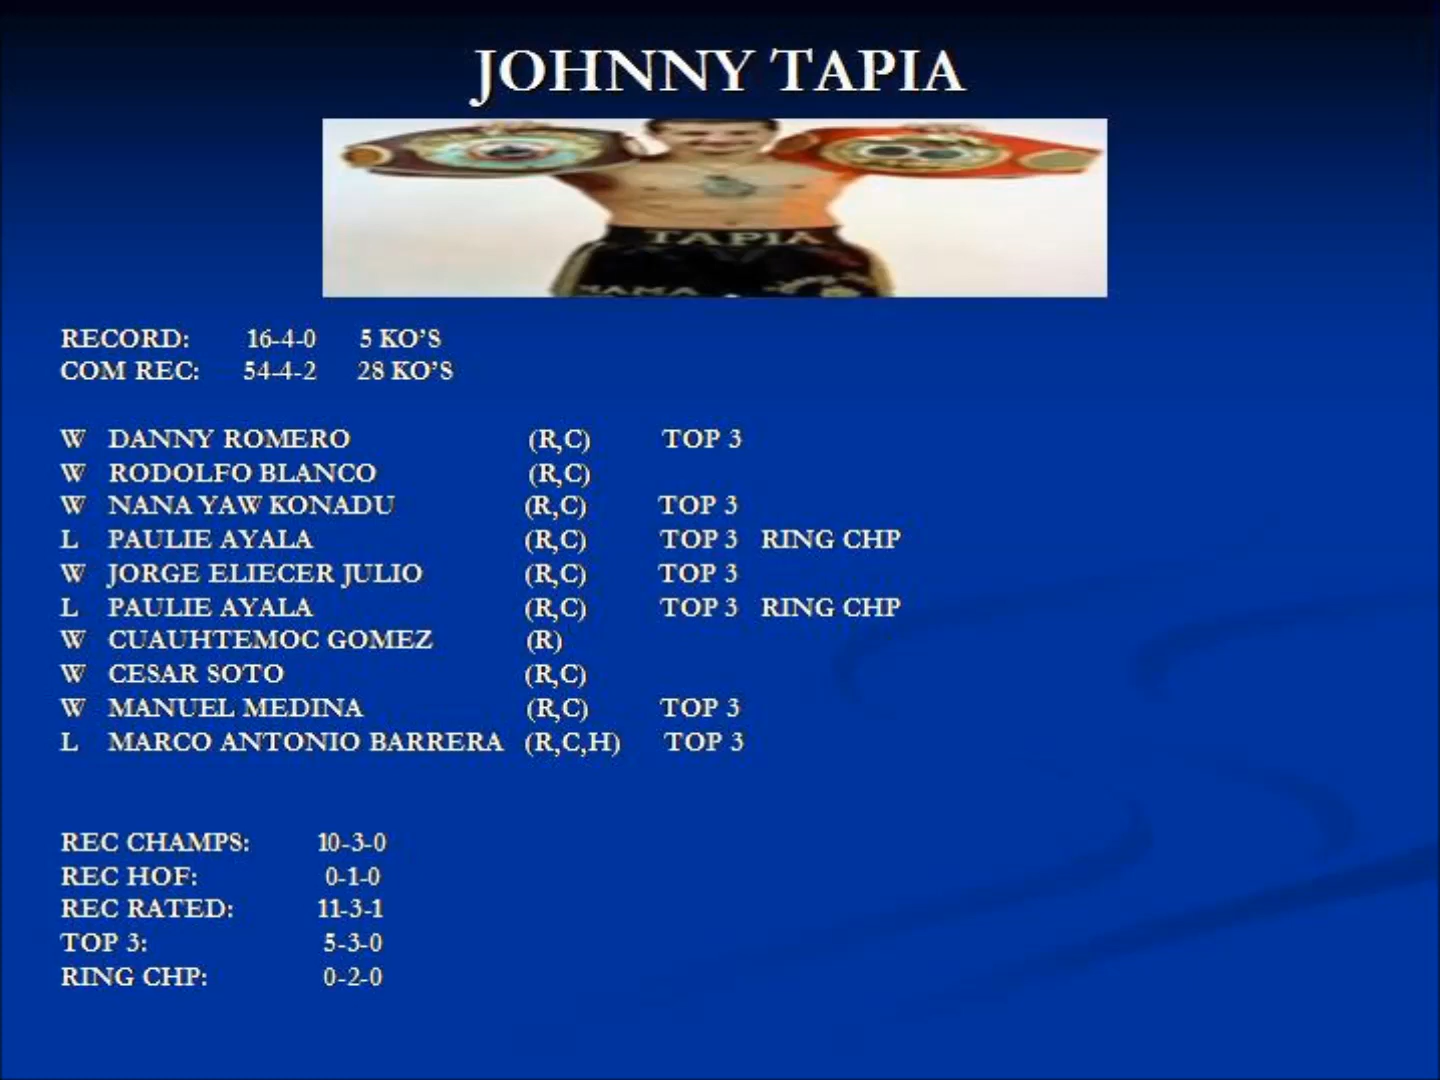 JOHNNY TAPIA
TAPIA
MAMA
RECORD: 16-4-0 5 KO'S
COM REC: 54-4-2 28 KO'S
W DANNY ROMERO (R,C) TOP 3
W RODOLFO BLANCO (R,C)
W NANA YAW KONADU (R,C) TOP 3
L PAULIE AYALA (R,C) TOP 3 RING CHP
W JORGE ELIECER JULIO (R,C) TOP 3
L PAULIE AYALA (R,C) TOP 3 RING CHP
W CUAUHTEMOC GOMEZ (R)
W CESAR SOTO (R,C)
W MANUEL MEDINA (R,C) TOP 3
L MARCO ANTONIO BARRERA (R,C,H) TOP 3
REC CHAMPS: 10-3-0
REC HOF: 0-1-0
REC RATED: 11-3-1
TOP 3: 5-3-0
RING CHP: 0-2-0